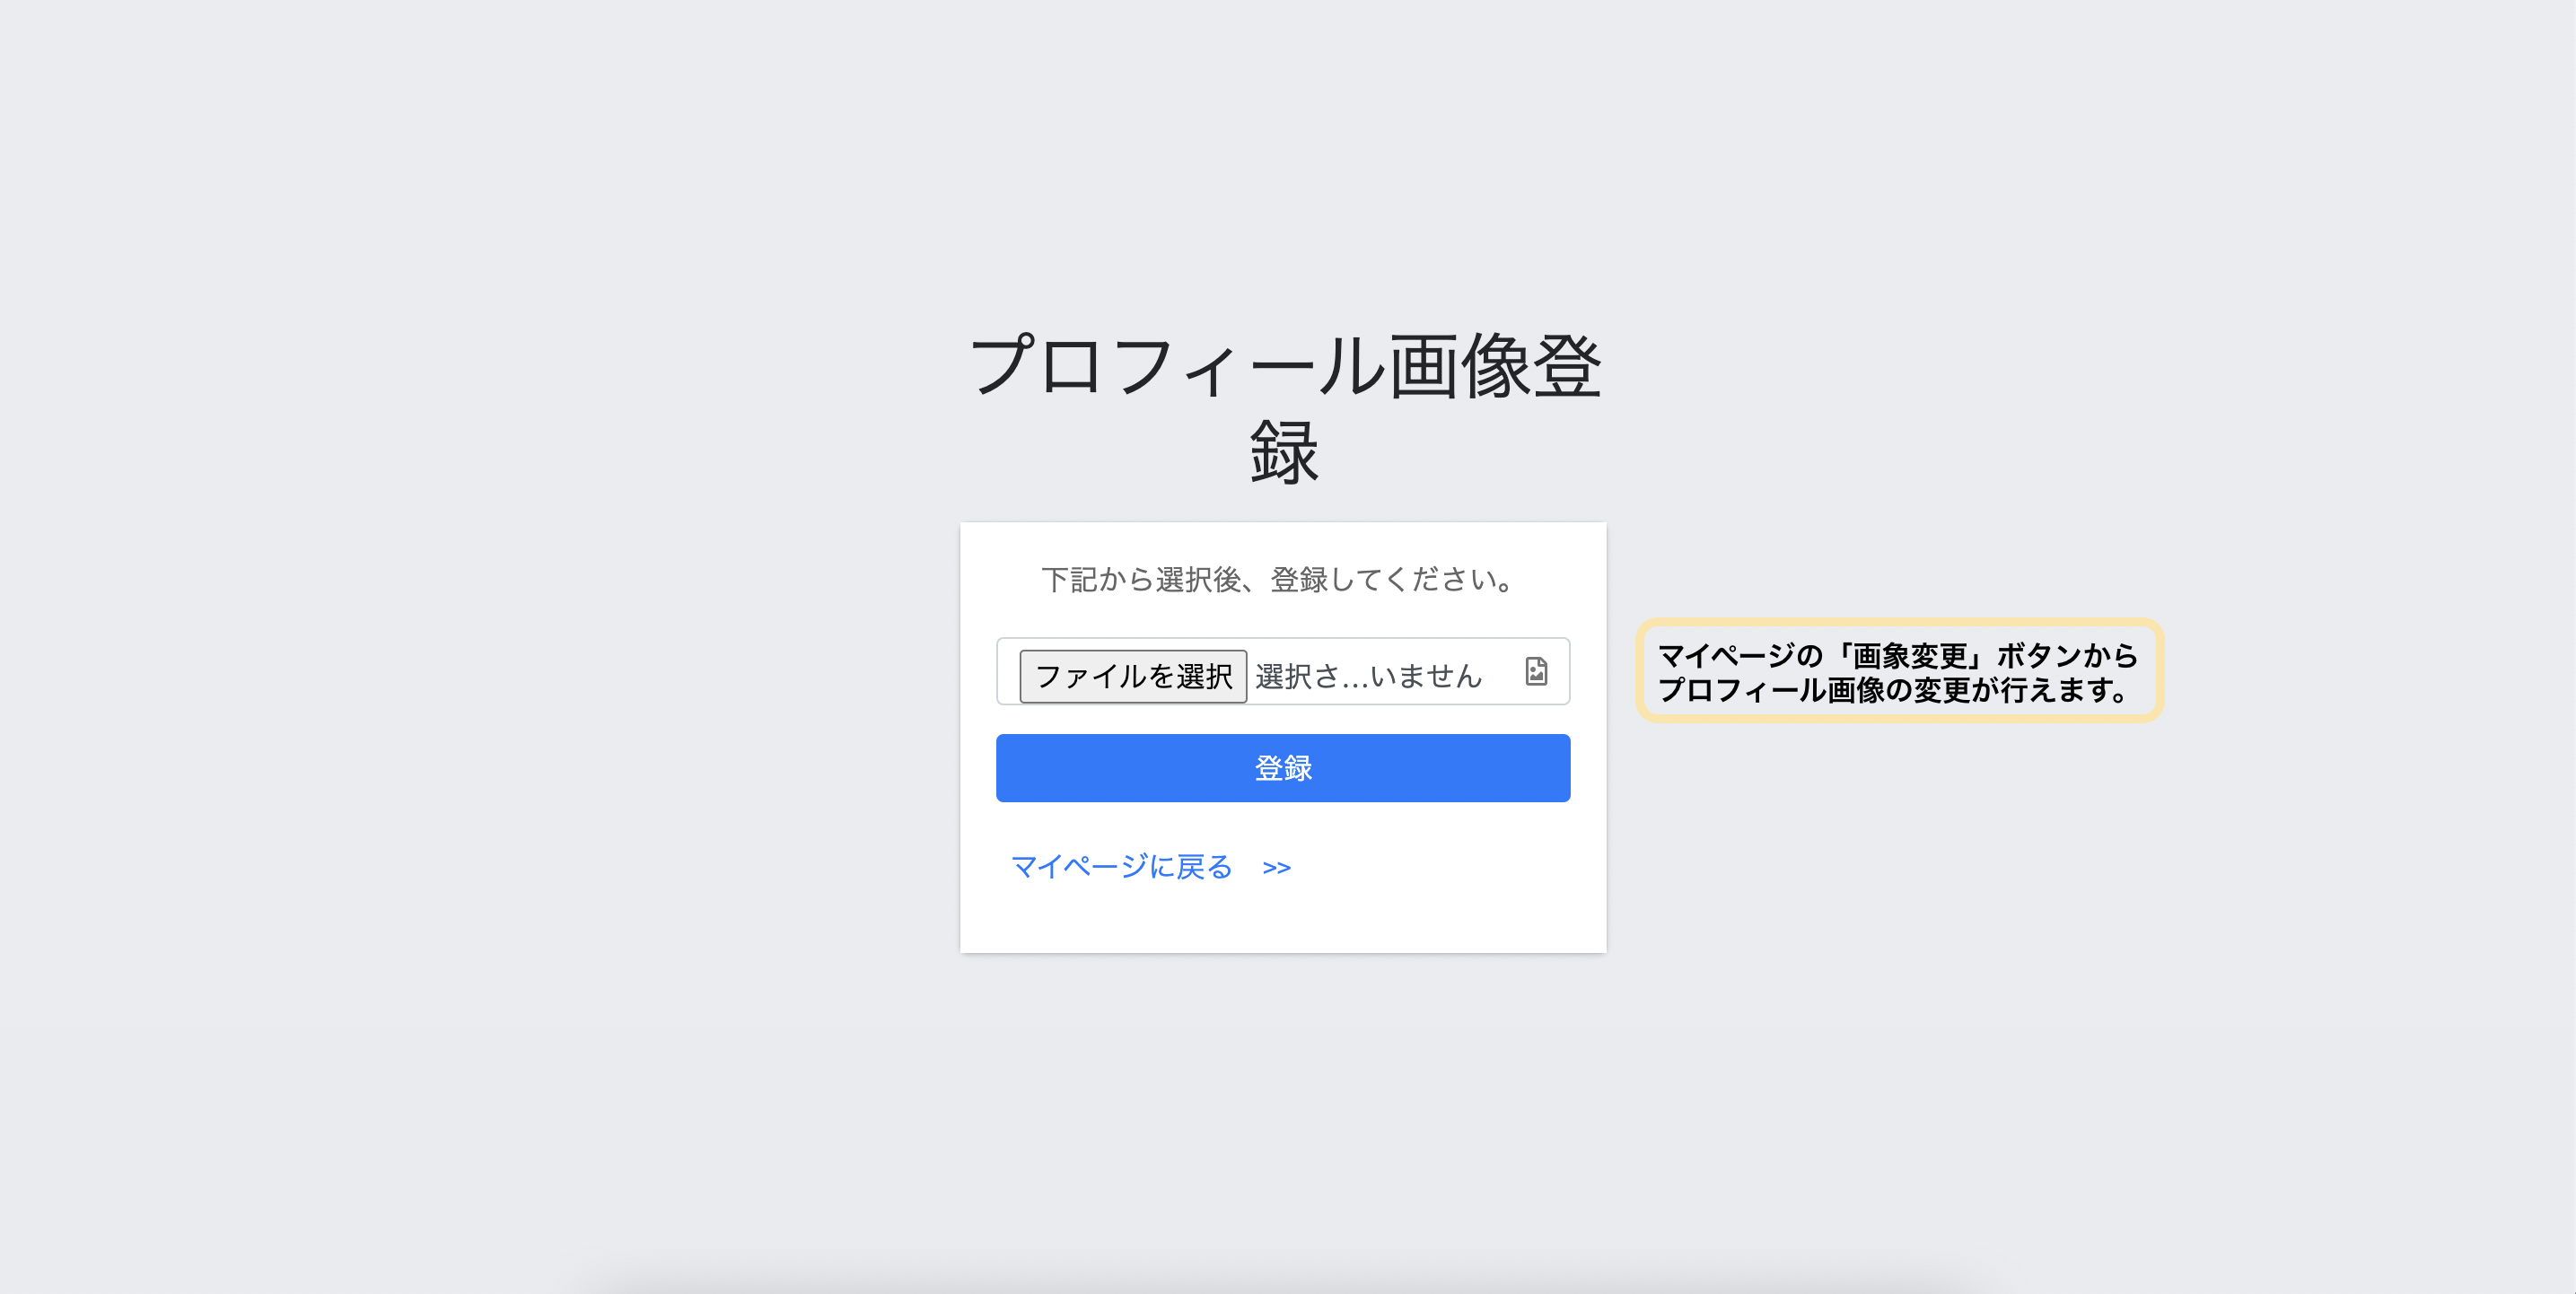 プロフィール画像登
録
下記から選択後、登録してください。
ファイルを選択 選択さ...いません
マイページの「画象変更」ボタンから
プロフィール画像の変更が行えます。
登録
マイページに戻る >>